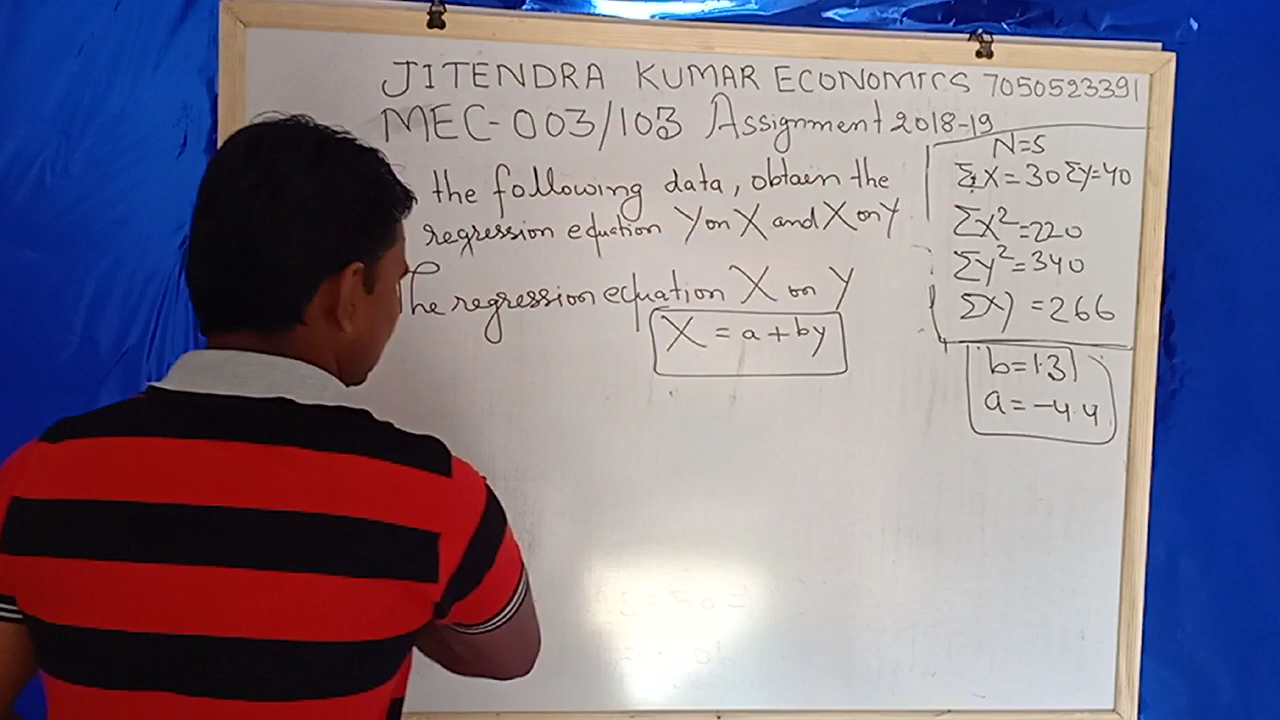 JITENDRA KUMAR ECONOMICS 7050523391
MEC-003/103 Assignment 2018-19
the following data, obtain the
regression equation Y on X and X on Y
The regression equation X on Y
X = a + by
N=5
ΣX=30 Σy=40
ΣX²=220
Σy²=340
ΣXY=266
b=1.3
a=-4.4